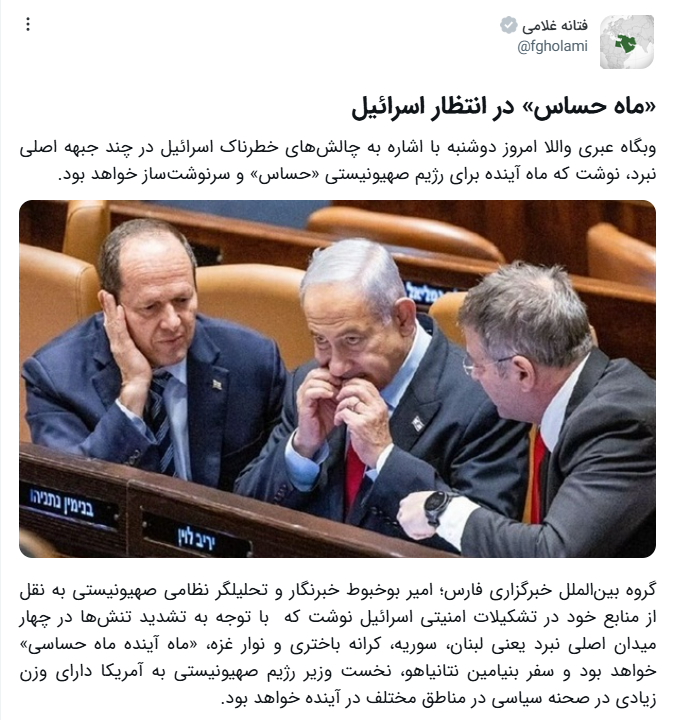 فتانه غلامی
@fgholami
«ماه حساس» در انتظار اسرائیل
وبگاه عبری واللا امروز دوشنبه با اشاره به چالش‌های خطرناک اسرائیل در چند جبهه اصلی
نبرد، نوشت که ماه آینده برای رژیم صهیونیستی «حساس» و سرنوشت‌ساز خواهد بود.
בנימין נתניהו
יריב לוין
گروه بین‌الملل خبرگزاری فارس؛ امیر بوخبوط خبرنگار و تحلیلگر نظامی صهیونیستی به نقل
از منابع خود در تشکیلات امنیتی اسرائیل نوشت که با توجه به تشدید تنش‌ها در چهار
میدان اصلی نبرد یعنی لبنان، سوریه، کرانه باختری و نوار غزه، «ماه آینده ماه حساسی»
خواهد بود و سفر بنیامین نتانیاهو، نخست وزیر رژیم صهیونیستی به آمریکا دارای وزن
زیادی در صحنه سیاسی در مناطق مختلف در آینده خواهد بود.